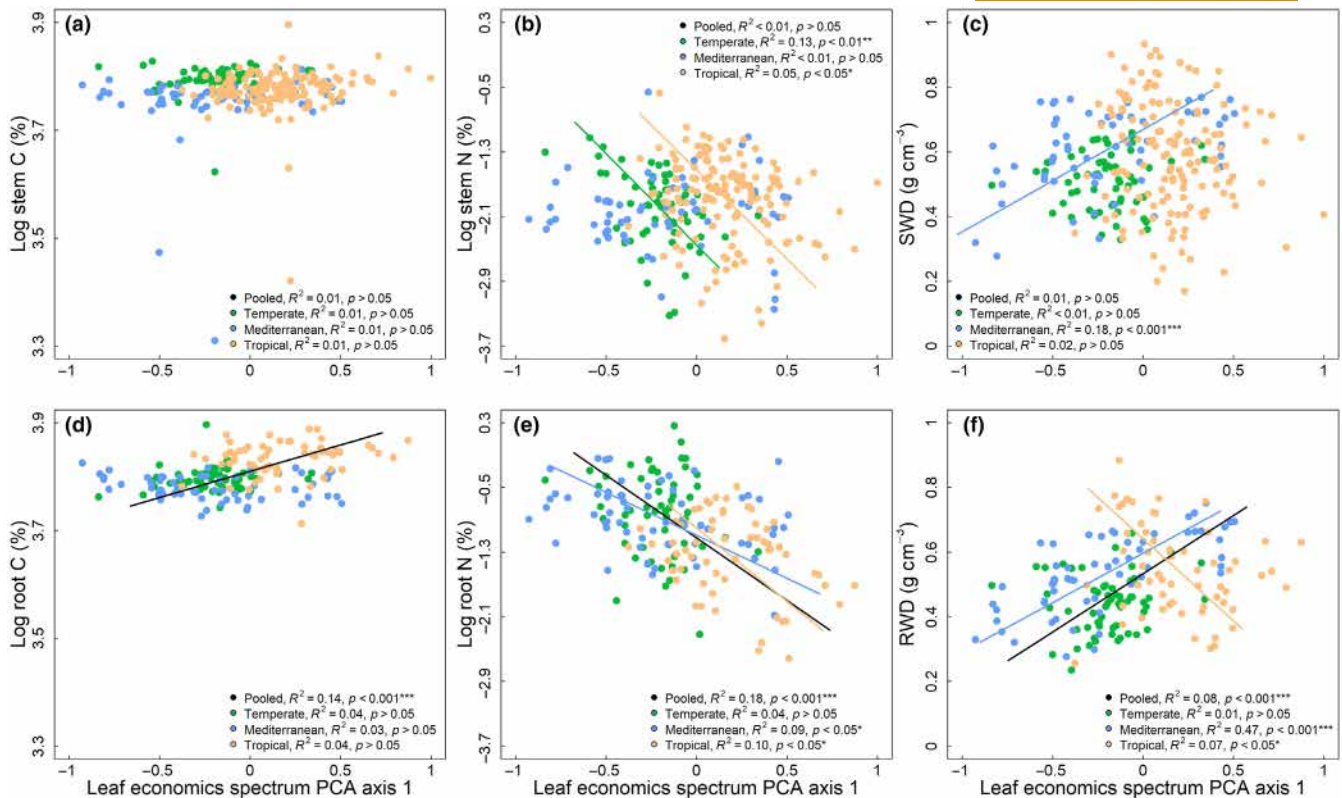 (a)
Log stem C (%)
3.9
3.7
3.5
3.3
Pooled, R² = 0.01, p > 0.05
Temperate, R² = 0.01, p > 0.05
Mediterranean, R² = 0.01, p > 0.05
Tropical, R² = 0.01, p > 0.05
−1 −0.5 0 0.5 1
(b)
Log stem N (%)
0.3
−0.5
−1.3
−2.1
−2.9
−3.7
Pooled, R² < 0.01, p > 0.05
Temperate, R² = 0.13, p < 0.01**
Mediterranean, R² < 0.01, p > 0.05
Tropical, R² = 0.05, p < 0.05*
−1 −0.5 0 0.5 1
(c)
SWD (g cm⁻³)
1
0.8
0.6
0.4
0.2
0
Pooled, R² = 0.01, p > 0.05
Temperate, R² < 0.01, p > 0.05
Mediterranean, R² = 0.18, p < 0.001***
Tropical, R² = 0.02, p > 0.05
−1 −0.5 0 0.5 1
(d)
Log root C (%)
3.9
3.7
3.5
3.3
Pooled, R² = 0.14, p < 0.001***
Temperate, R² = 0.04, p > 0.05
Mediterranean, R² = 0.03, p > 0.05
Tropical, R² = 0.04, p > 0.05
−1 −0.5 0 0.5 1
Leaf economics spectrum PCA axis 1
(e)
Log root N (%)
0.3
−0.5
−1.3
−2.1
−2.9
−3.7
Pooled, R² = 0.18, p < 0.001***
Temperate, R² = 0.04, p > 0.05
Mediterranean, R² = 0.09, p < 0.05*
Tropical, R² = 0.10, p < 0.05*
−1 −0.5 0 0.5 1
Leaf economics spectrum PCA axis 1
(f)
RWD (g cm⁻³)
1
0.8
0.6
0.4
0.2
0
Pooled, R² = 0.08, p < 0.001***
Temperate, R² = 0.01, p > 0.05
Mediterranean, R² = 0.47, p < 0.001***
Tropical, R² = 0.07, p < 0.05*
−1 −0.5 0 0.5 1
Leaf economics spectrum PCA axis 1